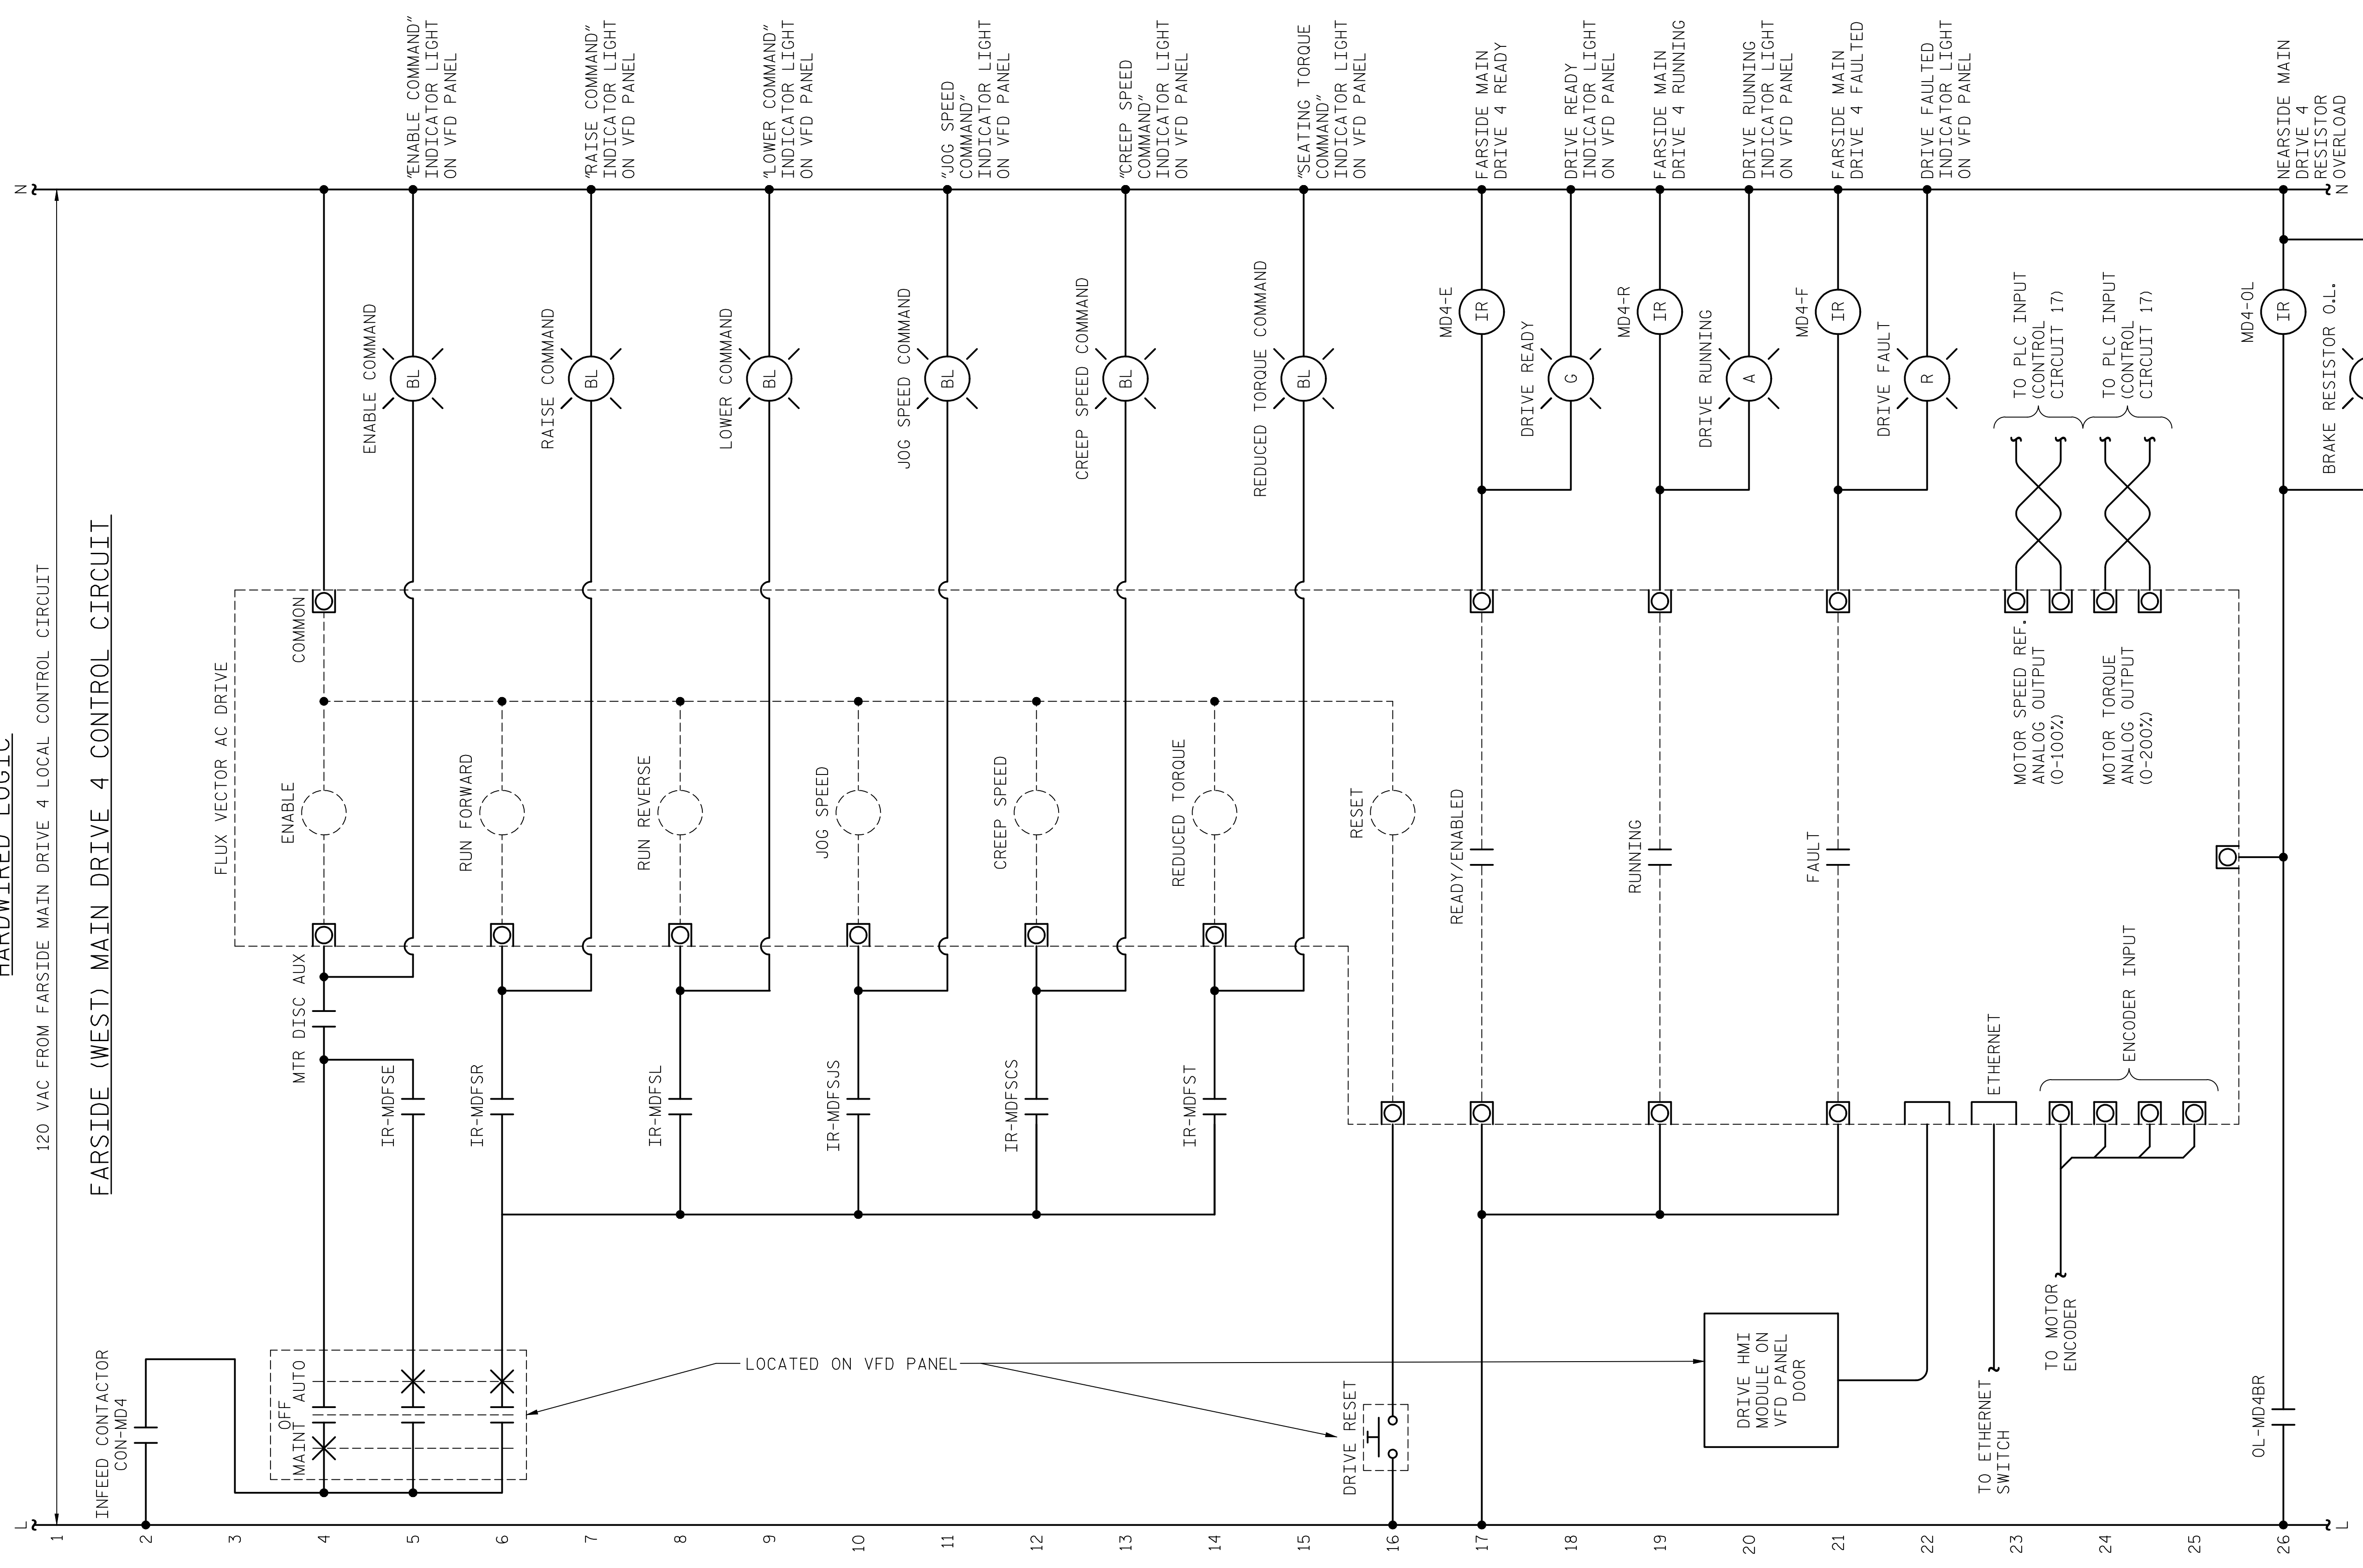 HARDWIRED LOGIC
120 VAC FROM FARSIDE MAIN DRIVE 4 LOCAL CONTROL CIRCUIT
FARSIDE (WEST) MAIN DRIVE 4 CONTROL CIRCUIT
L
N
1
2
INFEED CONTACTOR
CON-MD4
3
FLUX VECTOR AC DRIVE
4
MAINT
OFF
AUTO
MTR DISC AUX
ENABLE
COMMON
5
IR-MDFSE
ENABLE COMMAND
BL
"ENABLE COMMAND"
INDICATOR LIGHT
ON VFD PANEL
6
IR-MDFSR
RUN FORWARD
7
RAISE COMMAND
BL
"RAISE COMMAND"
INDICATOR LIGHT
ON VFD PANEL
8
IR-MDFSL
RUN REVERSE
9
LOWER COMMAND
BL
"LOWER COMMAND"
INDICATOR LIGHT
ON VFD PANEL
LOCATED ON VFD PANEL
10
IR-MDFSJS
JOG SPEED
11
JOG SPEED COMMAND
BL
"JOG SPEED
COMMAND"
INDICATOR LIGHT
ON VFD PANEL
12
IR-MDFSCS
CREEP SPEED
13
CREEP SPEED COMMAND
BL
"CREEP SPEED
COMMAND"
INDICATOR LIGHT
ON VFD PANEL
14
IR-MDFST
REDUCED TORQUE
15
REDUCED TORQUE COMMAND
BL
"SEATING TORQUE
COMMAND"
INDICATOR LIGHT
ON VFD PANEL
16
DRIVE RESET
RESET
17
READY/ENABLED
MD4-E
IR
FARSIDE MAIN
DRIVE 4 READY
18
DRIVE READY
G
DRIVE READY
INDICATOR LIGHT
ON VFD PANEL
19
RUNNING
MD4-R
IR
FARSIDE MAIN
DRIVE 4 RUNNING
20
DRIVE RUNNING
A
DRIVE RUNNING
INDICATOR LIGHT
ON VFD PANEL
DRIVE HMI
MODULE ON
VFD PANEL
DOOR
21
FAULT
MD4-F
IR
FARSIDE MAIN
DRIVE 4 FAULTED
22
DRIVE FAULT
R
DRIVE FAULTED
INDICATOR LIGHT
ON VFD PANEL
23
TO ETHERNET
SWITCH
ETHERNET
MOTOR SPEED REF.
ANALOG OUTPUT
(0-100%)
TO PLC INPUT
(CONTROL
CIRCUIT 17)
24
TO MOTOR
ENCODER
ENCODER INPUT
MOTOR TORQUE
ANALOG OUTPUT
(0-200%)
TO PLC INPUT
(CONTROL
CIRCUIT 17)
25
26
OL-MD4BR
MD4-OL
IR
NEARSIDE MAIN
DRIVE 4
RESISTOR
OVERLOAD
BRAKE RESISTOR O.L.
L
N